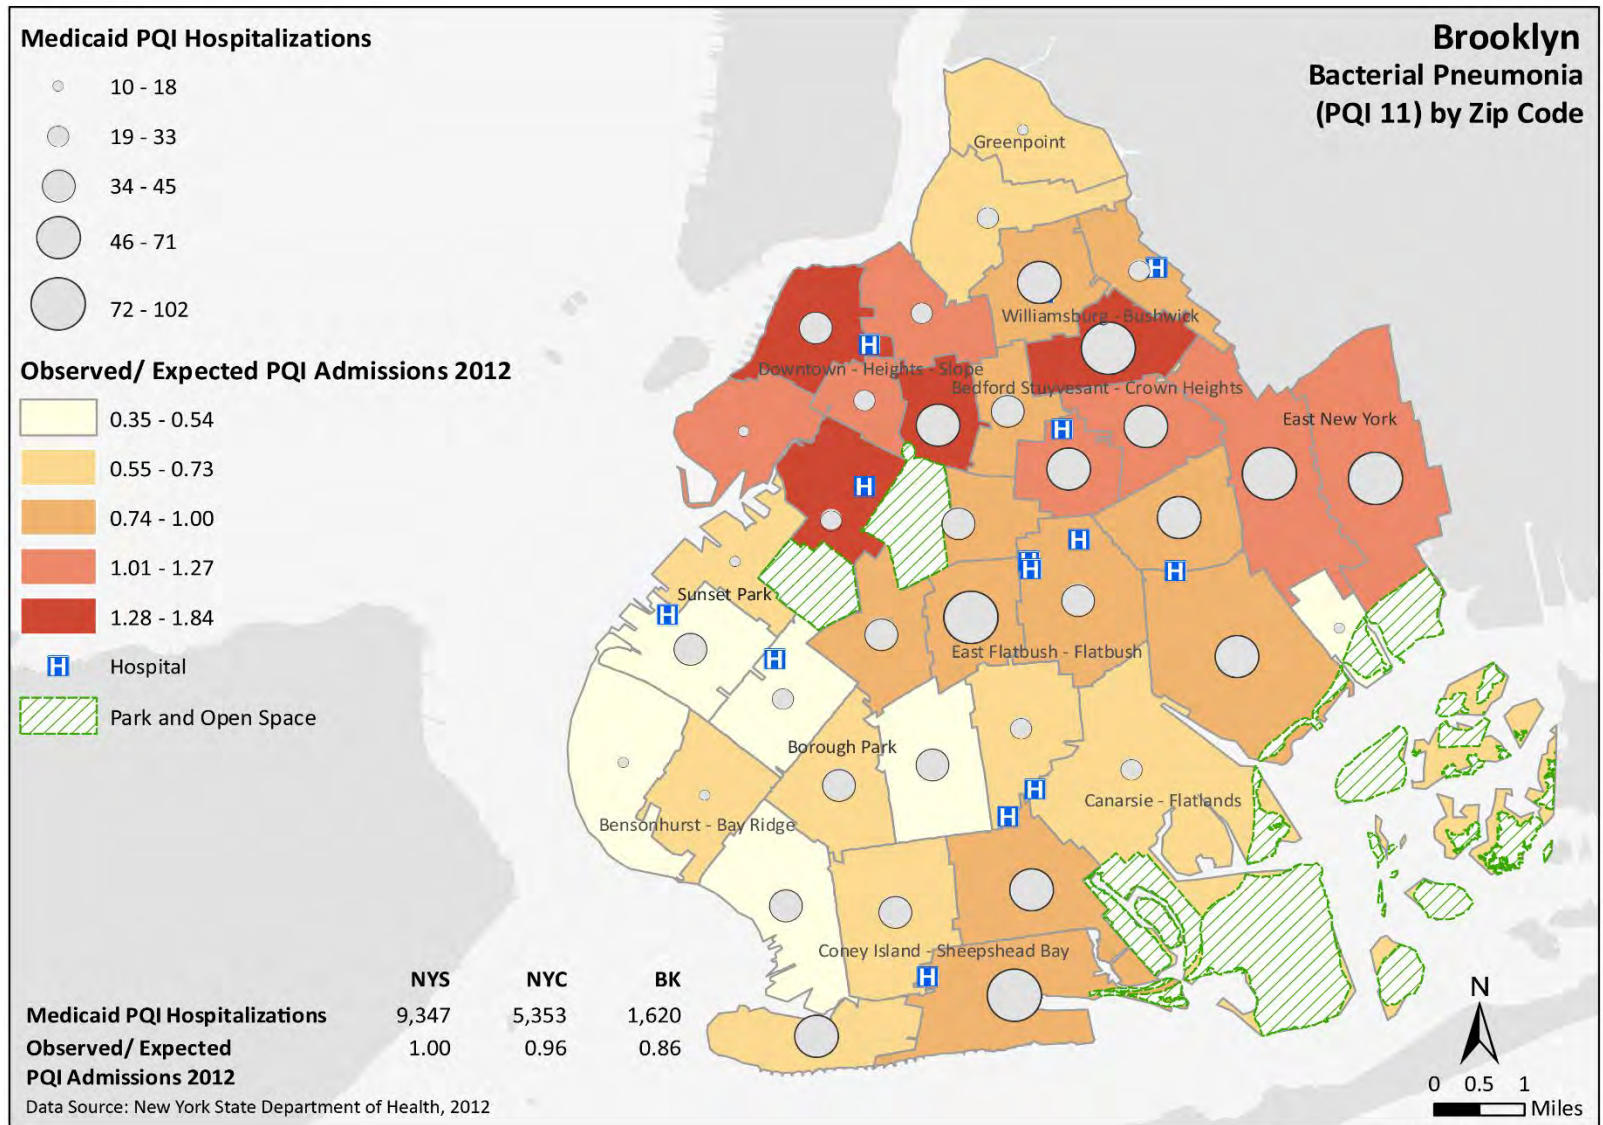 Brooklyn
Bacterial Pneumonia
(PQI 11) by Zip Code
Medicaid PQI Hospitalizations
10 - 18
19 - 33
34 - 45
46 - 71
72 - 102
Observed/ Expected PQI Admissions 2012
0.35 - 0.54
0.55 - 0.73
0.74 - 1.00
1.01 - 1.27
1.28 - 1.84
H Hospital
Park and Open Space
Greenpoint
H
Williamsburg - Bushwick
H
Downtown - Heights - Slope
Bedford Stuyvesant - Crown Heights
East New York
H
H
H
H
H
H
Sunset Park
H
East Flatbush - Flatbush
H
Borough Park
H
Canarsie - Flatlands
H
Bensonhurst - Bay Ridge
Coney Island - Sheepshead Bay
H
NYS NYC BK
Medicaid PQI Hospitalizations 9,347 5,353 1,620
Observed/ Expected 1.00 0.96 0.86
PQI Admissions 2012
Data Source: New York State Department of Health, 2012
N
0 0.5 1
Miles